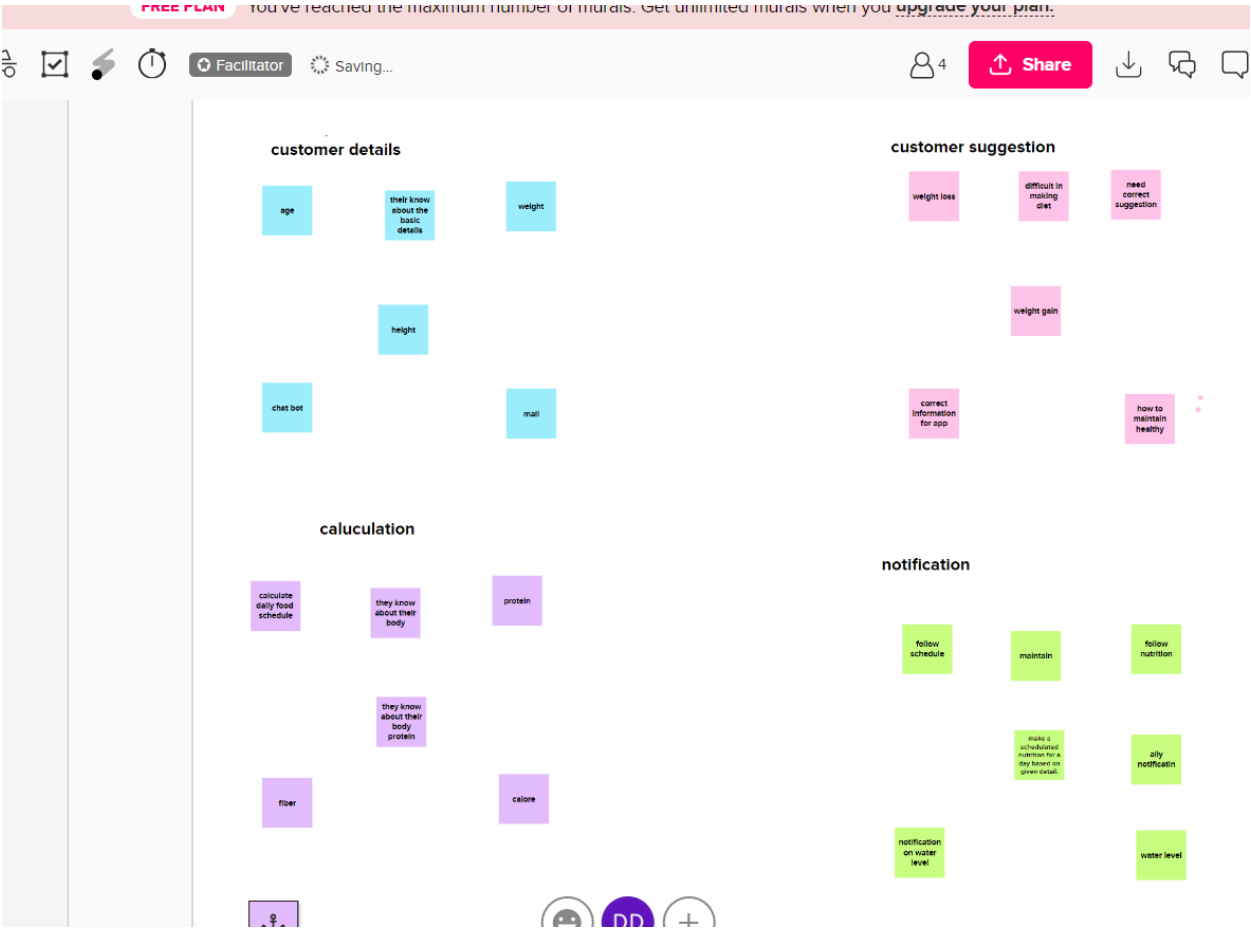 FREE PLAN You've reached the maximum number of murals. Get unlimited murals when you upgrade your plan.
Facilitator
Saving...
4
Share
customer details
age
their know
about the
basic
details
weight
height
chat bot
mail
customer suggestion
weight loss
difficult in
making
diet
need
correct
suggestion
weight gain
correct
information
for app
how to
maintain
healthy
caluculation
calculate
daily food
schedule
they know
about their
body
protein
they know
about their
body
protein
fiber
calore
notification
follow
schedule
maintain
follow
nutrition
make a
schedulated
nutrition for a
day based on
given detail.
ally
notificatin
notification
on water
level
water level
DD